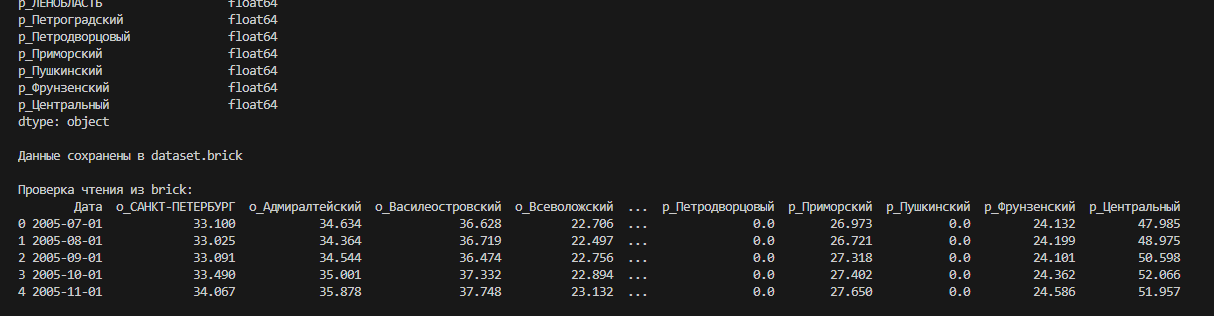 р_ЛЕНОБЛАСТЬ float64
р_Петроградский float64
р_Петродворцовый float64
р_Приморский float64
р_Пушкинский float64
р_Фрунзенский float64
р_Центральный float64
dtype: object
Данные сохранены в dataset.brick
Проверка чтения из brick:
Дата о_САНКТ-ПЕТЕРБУРГ о_Адмиралтейский о_Василеостровский о_Всеволожский ... р_Петродворцовый р_Приморский р_Пушкинский р_Фрунзенский р_Центральный
0 2005-07-01 33.100 34.634 36.628 22.706 ... 0.0 26.973 0.0 24.132 47.985
1 2005-08-01 33.025 34.364 36.719 22.497 ... 0.0 26.721 0.0 24.199 48.975
2 2005-09-01 33.091 34.544 36.474 22.756 ... 0.0 27.318 0.0 24.101 50.598
3 2005-10-01 33.490 35.001 37.332 22.894 ... 0.0 27.402 0.0 24.362 52.066
4 2005-11-01 34.067 35.878 37.748 23.132 ... 0.0 27.650 0.0 24.586 51.957